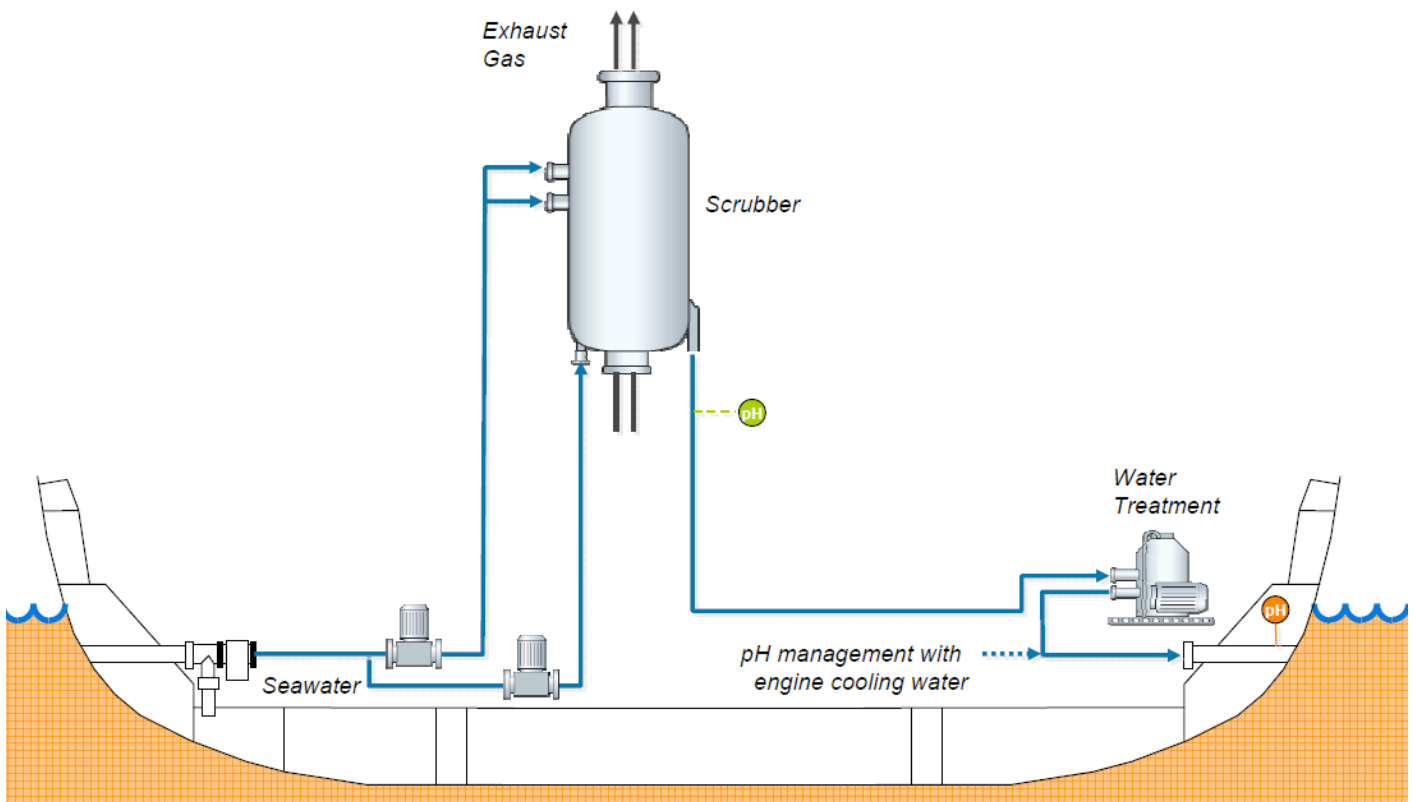 Exhaust
Gas
Scrubber
pH
Water
Treatment
pH
pH management with
engine cooling water
Seawater